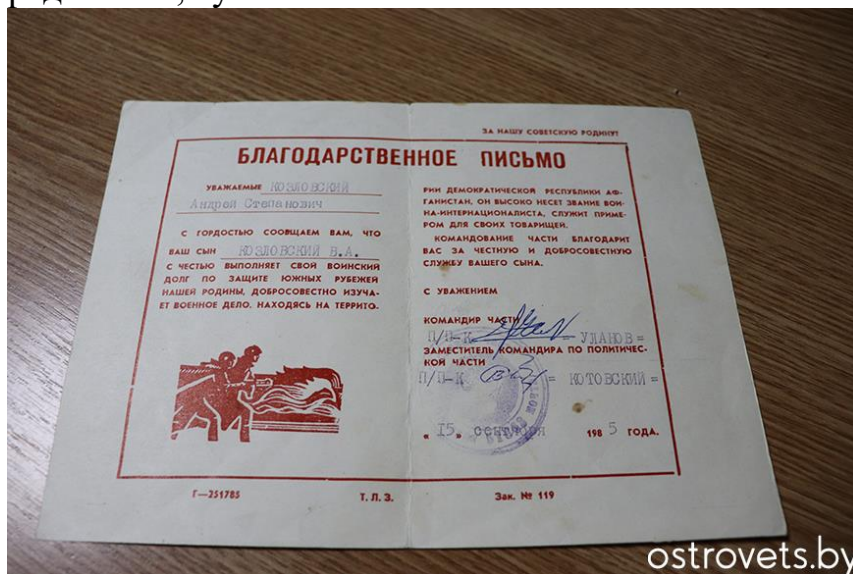 ЗА НАШУ СОВЕТСКУЮ РОДИНУ!
БЛАГОДАРСТВЕННОЕ ПИСЬМО
УВАЖАЕМЫЕ КОЗЛОВСКИЙ
Андрей Степанович
С ГОРДОСТЬЮ СООБЩАЕМ ВАМ, ЧТО
ВАШ СЫН КОЗЛОВСКИЙ В.А.
С ЧЕСТЬЮ ВЫПОЛНЯЕТ СВОЙ ВОИНСКИЙ
ДОЛГ ПО ЗАЩИТЕ ЮЖНЫХ РУБЕЖЕЙ
НАШЕЙ РОДИНЫ, ДОБРОСОВЕСТНО ИЗУЧА-
ЕТ ВОЕННОЕ ДЕЛО. НАХОДЯСЬ НА ТЕРРИТО-
РИИ ДЕМОКРАТИЧЕСКОЙ РЕСПУБЛИКИ АФ-
ГАНИСТАН, ОН ВЫСОКО НЕСЕТ ЗВАНИЕ ВОИ-
НА-ИНТЕРНАЦИОНАЛИСТА, СЛУЖИТ ПРИМЕ-
РОМ ДЛЯ СВОИХ ТОВАРИЩЕЙ.
КОМАНДОВАНИЕ ЧАСТИ БЛАГОДАРИТ
ВАС ЗА ЧЕСТНУЮ И ДОБРОСОВЕСТНУЮ
СЛУЖБУ ВАШЕГО СЫНА.
С УВАЖЕНИЕМ
КОМАНДИР ЧАСТИ
П/П-К = УЛАНОВ =
ЗАМЕСТИТЕЛЬ КОМАНДИРА ПО ПОЛИТИЧЕС-
КОЙ ЧАСТИ
П/П-К = КОТОВСКИЙ =
« 15 » сентября 1985 ГОДА.
Г—251785 Т. Л. З. Зак. № 119
ostrovets.by